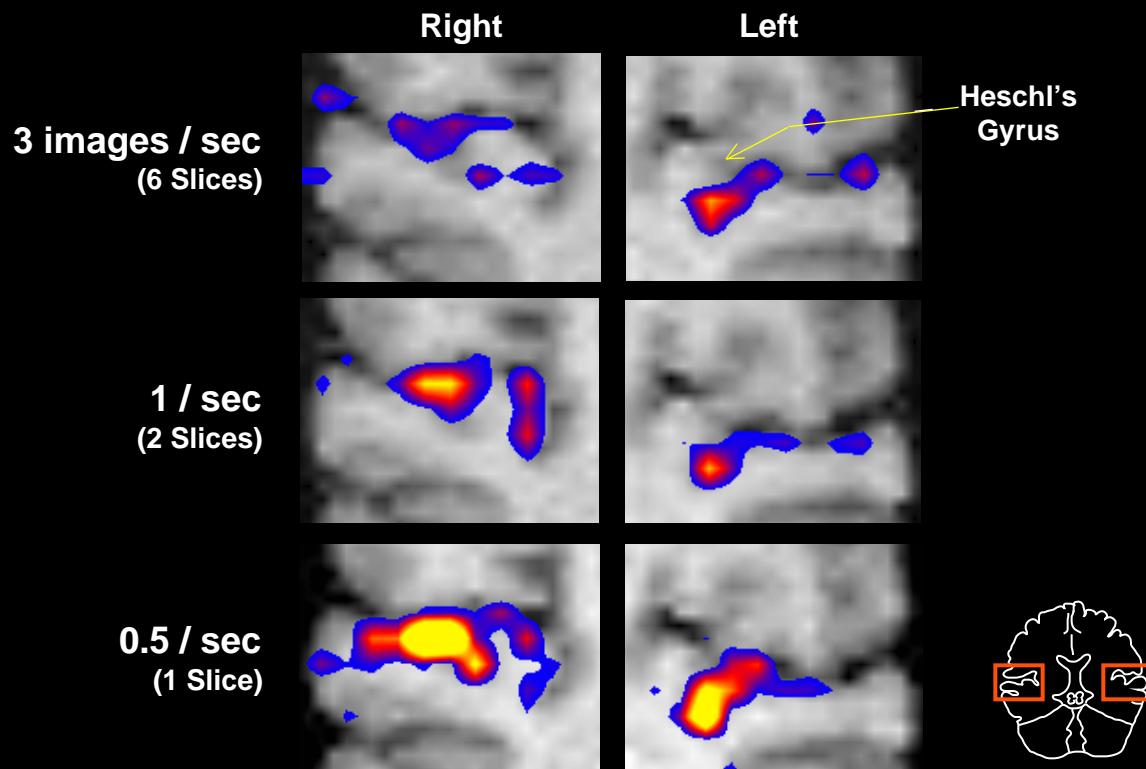 Right
Left
3 images / sec
(6 Slices)
Heschl's
Gyrus
1 / sec
(2 Slices)
0.5 / sec
(1 Slice)